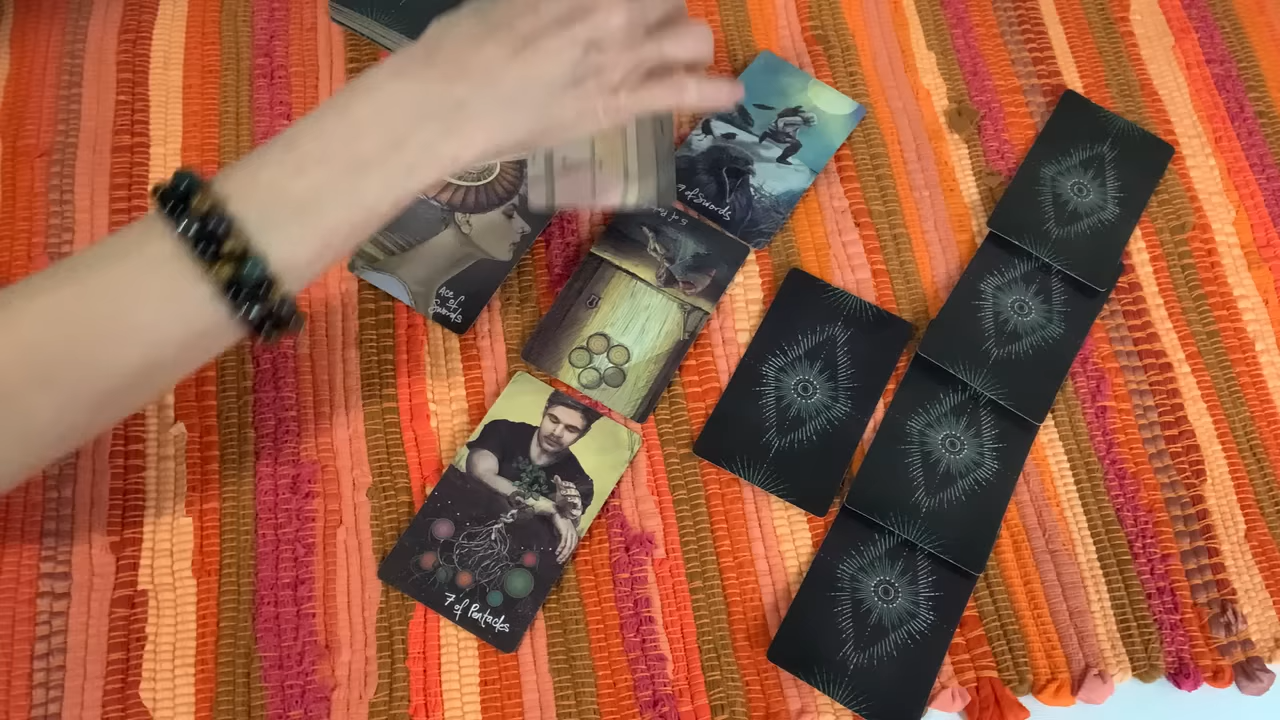 7 of Swords
Ace
of
Swords
7 of Pentacles